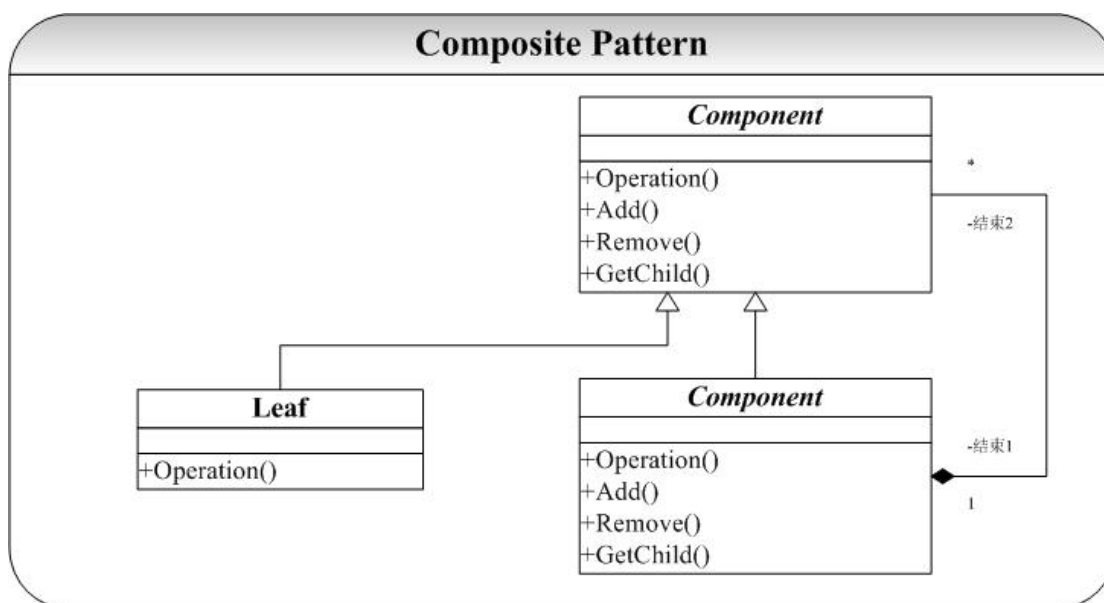 Composite Pattern
Component
+Operation()
+Add()
+Remove()
+GetChild()
*
-结束2
Leaf
+Operation()
Component
+Operation()
+Add()
+Remove()
+GetChild()
-结束1
1